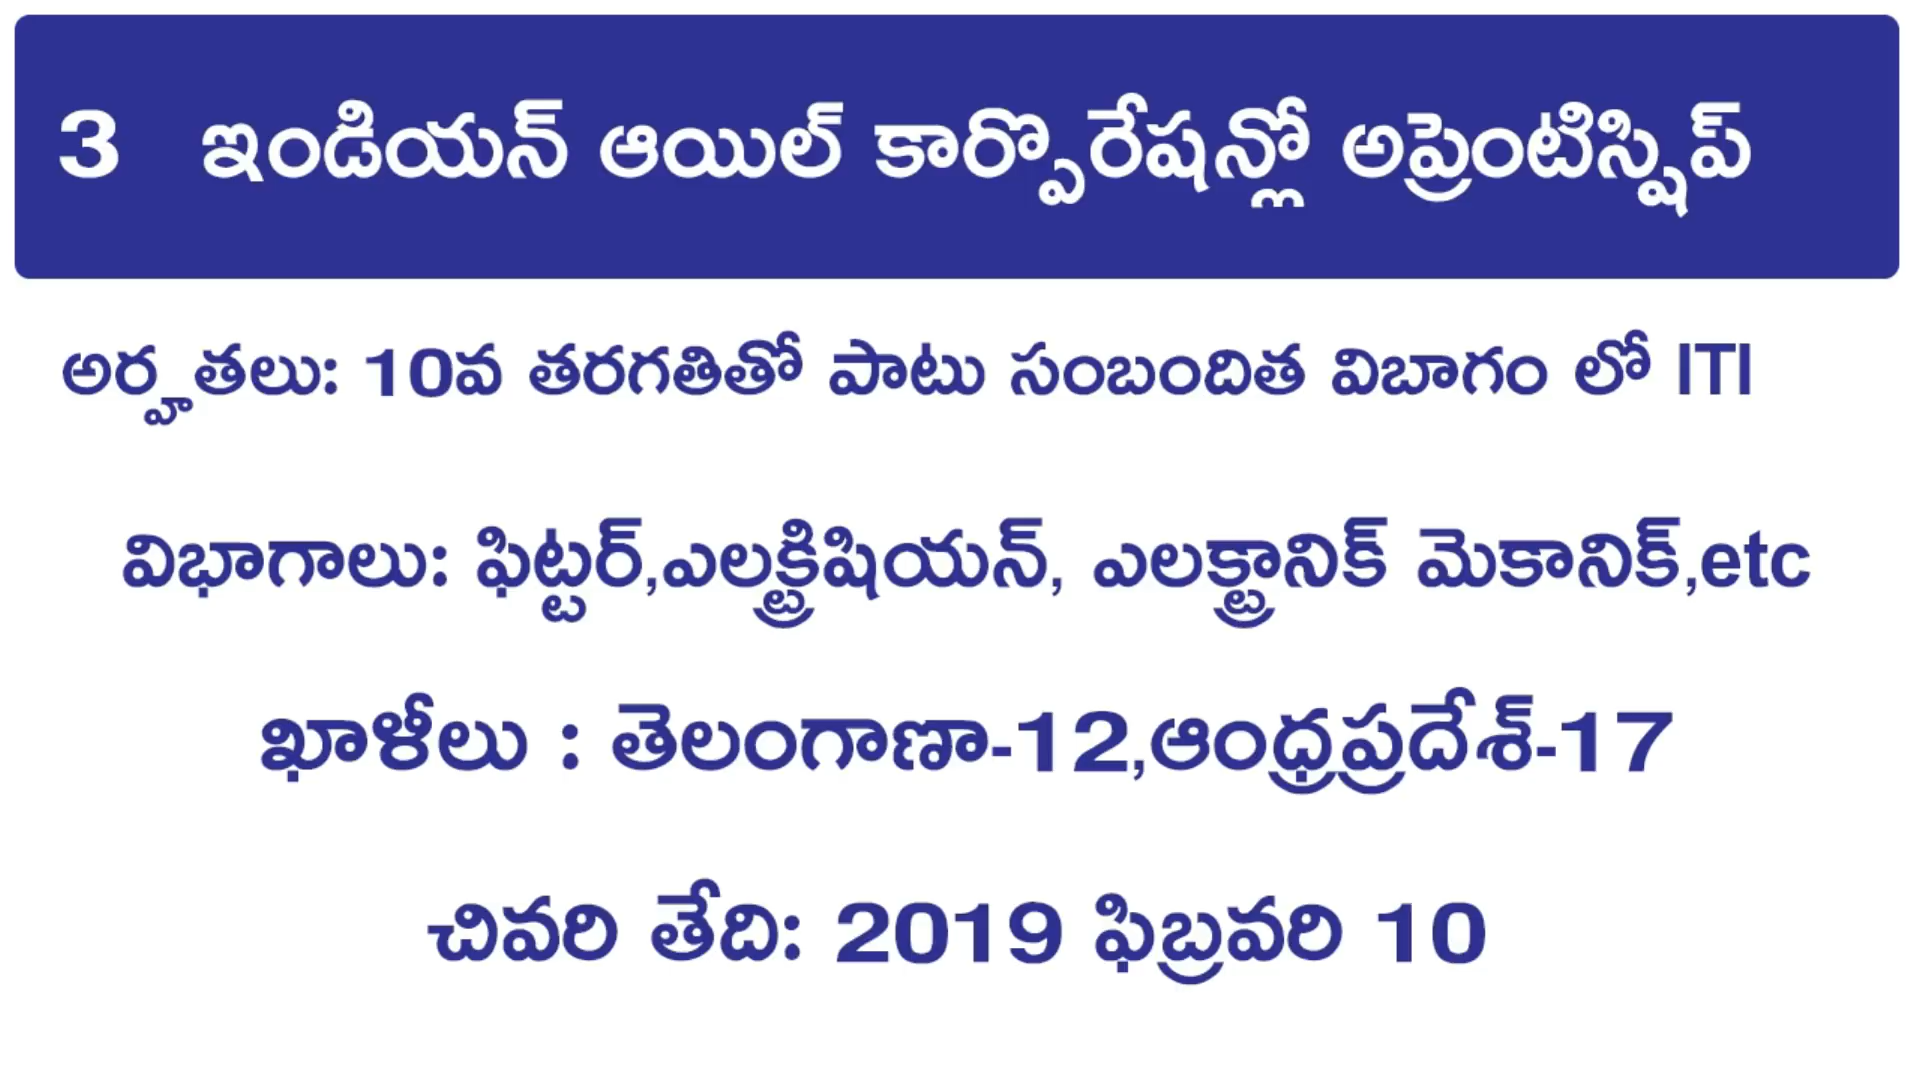 3 ఇండియన్ ఆయిల్ కార్పొరేషన్లో అప్రెంటిస్షిప్
అర్హతలు: 10వ తరగతితో పాటు సంబందిత విబాగం లో ITI
విభాగాలు: ఫిట్టర్,ఎలక్ట్రిషియన్, ఎలక్ట్రానిక్ మెకానిక్,etc
ఖాళీలు : తెలంగాణా-12,ఆంధ్రప్రదేశ్-17
చివరి తేది: 2019 ఫిబ్రవరి 10